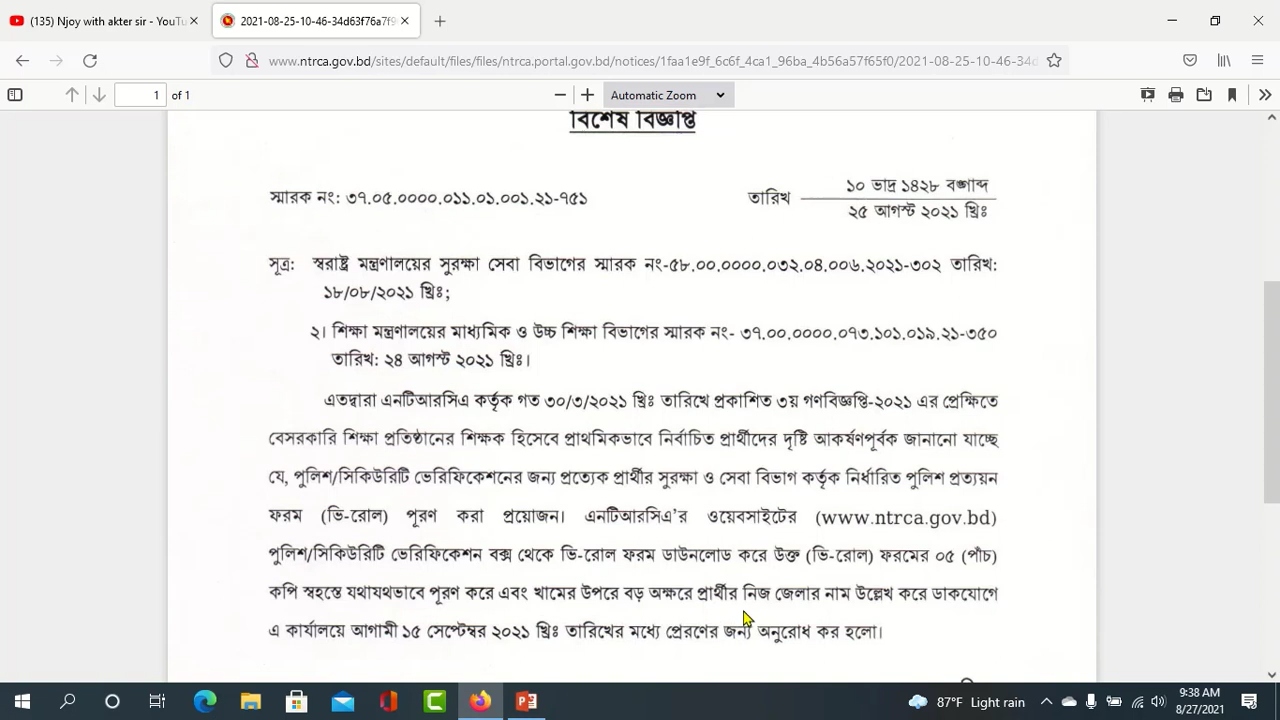 (135) Njoy with akter sir - YouTu
2021-08-25-10-46-34d63f76a7f9
www.ntrca.gov.bd/sites/default/files/files/ntrca.portal.gov.bd/notices/1faa1e9f_6c6f_4ca1_96ba_4b56a57f65f0/2021-08-25-10-46-34d
1 of 1
Automatic Zoom
বিশেষ বিজ্ঞপ্তি
স্মারক নং: ৩৭.০৫.০০০০.০১১.০১.০০১.২১-৭৫১
তারিখ
১০ ভাদ্র ১৪২৮ বঙ্গাব্দ
২৫ আগস্ট ২০২১ খ্রিঃ
সূত্র: স্বরাষ্ট্র মন্ত্রণালয়ের সুরক্ষা সেবা বিভাগের স্মারক নং-৫৮.০০.০০০০.০৩২.০৪.০০৬.২০২১-৩০২ তারিখ:
১৮/০৮/২০২১ খ্রিঃ;
২। শিক্ষা মন্ত্রণালয়ের মাধ্যমিক ও উচ্চ শিক্ষা বিভাগের স্মারক নং- ৩৭.০০.০০০০.০৭৩.১০১.০১৯.২১-৩৫০
তারিখ: ২৪ আগস্ট ২০২১ খ্রিঃ।
এতদ্বারা এনটিআরসিএ কর্তৃক গত ৩০/৩/২০২১ খ্রিঃ তারিখে প্রকাশিত ৩য় গণবিজ্ঞপ্তি-২০২১ এর প্রেক্ষিতে
বেসরকারি শিক্ষা প্রতিষ্ঠানের শিক্ষক হিসেবে প্রাথমিকভাবে নির্বাচিত প্রার্থীদের দৃষ্টি আকর্ষণপূর্বক জানানো যাচ্ছে
যে, পুলিশ/সিকিউরিটি ভেরিফিকেশনের জন্য প্রত্যেক প্রার্থীর সুরক্ষা ও সেবা বিভাগ কর্তৃক নির্ধারিত পুলিশ প্রত্যয়ন
ফরম (ভি-রোল) পূরণ করা প্রয়োজন। এনটিআরসিএ'র ওয়েবসাইটের (www.ntrca.gov.bd)
পুলিশ/সিকিউরিটি ভেরিফিকেশন বক্স থেকে ভি-রোল ফরম ডাউনলোড করে উক্ত (ভি-রোল) ফরমের ০৫ (পাঁচ)
কপি স্বহস্তে যথাযথভাবে পূরণ করে এবং খামের উপরে বড় অক্ষরে প্রার্থীর নিজ জেলার নাম উল্লেখ করে ডাকযোগে
এ কার্যালয়ে আগামী ১৫ সেপ্টেম্বর ২০২১ খ্রিঃ তারিখের মধ্যে প্রেরণের জন্য অনুরোধ কর হলো।
87°F Light rain
9:38 AM
8/27/2021